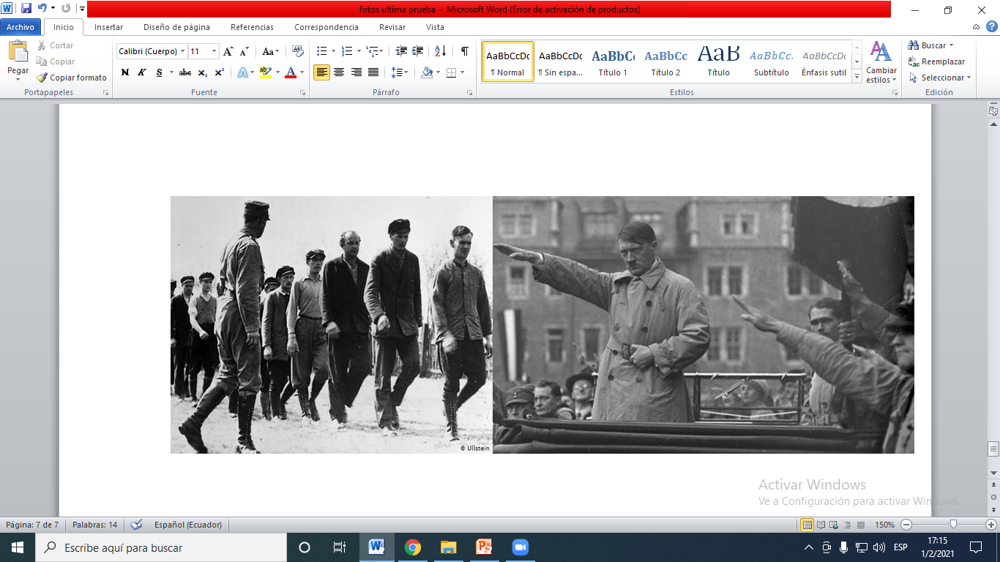 fotos ultima prueba - Microsoft Word (Error de activación de productos)
Archivo Inicio Insertar Diseño de página Referencias Correspondencia Revisar Vista
Pegar
Cortar
Copiar
Copiar formato
Portapapeles
Calibri (Cuerpo) 11
N K S abc x₂ x²
Fuente
Párrafo
AaBbCcDc AaBbCcDc AaBbC AaBbCc AaB AaBbCc. AaBbCcDc
¶ Normal ¶ Sin espa... Título 1 Título 2 Título Subtítulo Énfasis sutil
Cambiar estilos
Estilos
Buscar
Reemplazar
Seleccionar
Edición
© Ullstein
Activar Windows
Ve a Configuración para activar Windows.
Página: 7 de 7 Palabras: 14 Español (Ecuador) 150%
Escribe aquí para buscar
ESP
17:15
1/2/2021